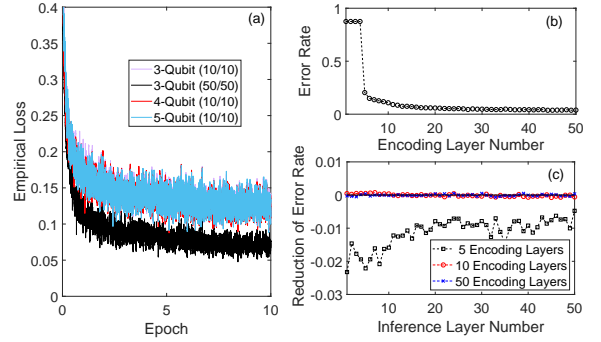 (a)
0.4
0.35
0.3
0.25
0.2
0.15
0.1
0.05
0
Empirical Loss
3-Qubit (10/10)
3-Qubit (50/50)
4-Qubit (10/10)
5-Qubit (10/10)
0
5
10
Epoch
(b)
1
0.5
0
Error Rate
10
20
30
40
50
Encoding Layer Number
(c)
0.01
0
-0.01
-0.02
-0.03
Reduction of Error Rate
5 Encoding Layers
10 Encoding Layers
50 Encoding Layers
10
20
30
40
50
Inference Layer Number